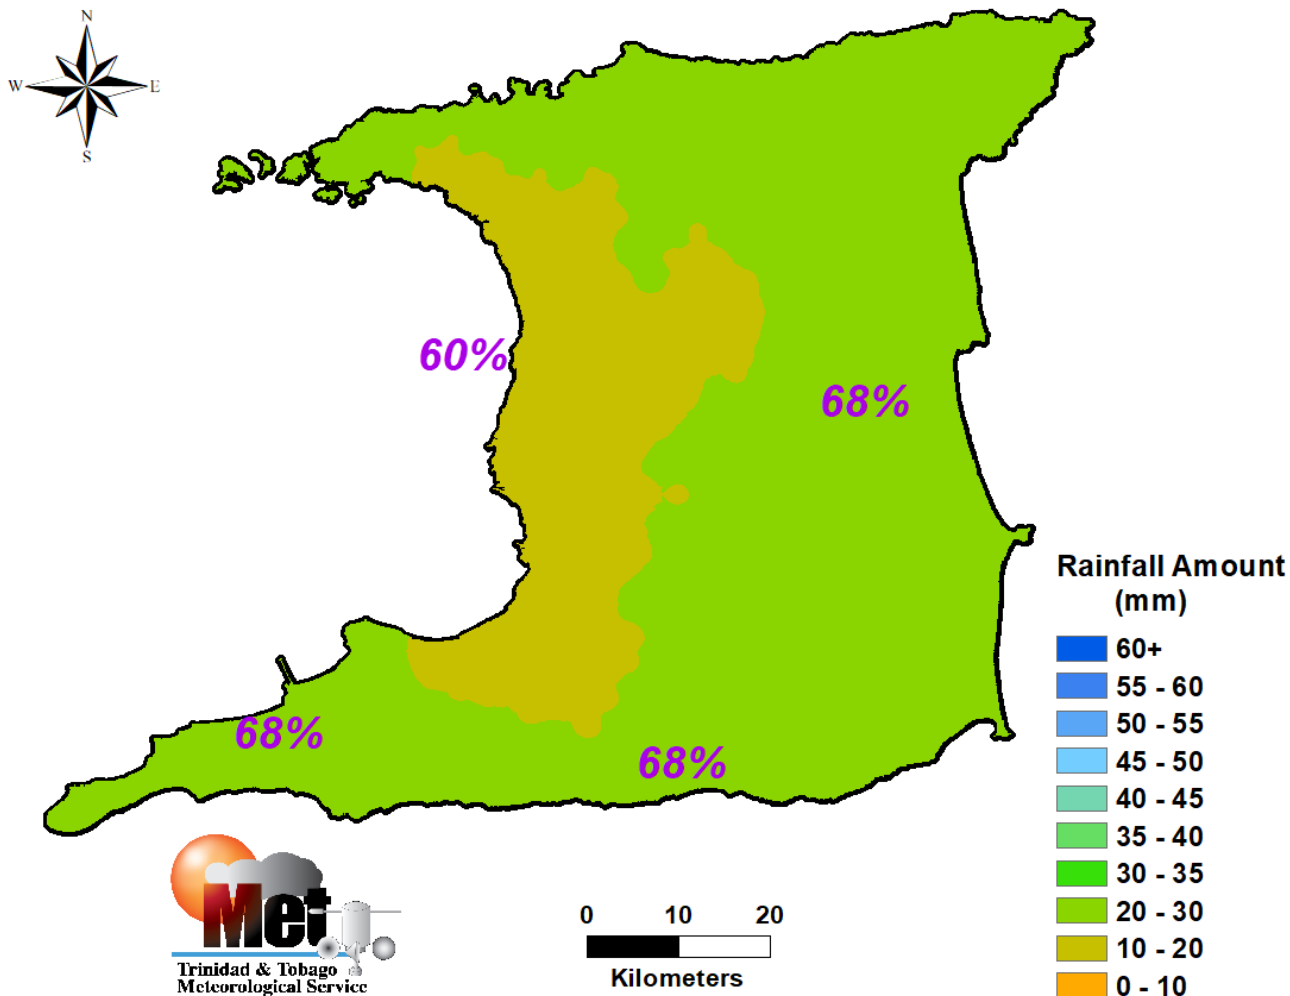 N
W E
S
60%
68%
68%
68%
Rainfall Amount
(mm)
60+
55 - 60
50 - 55
45 - 50
40 - 45
35 - 40
30 - 35
20 - 30
10 - 20
0 - 10
0 10 20
Kilometers
Met
Trinidad & Tobago
Meteorological Service